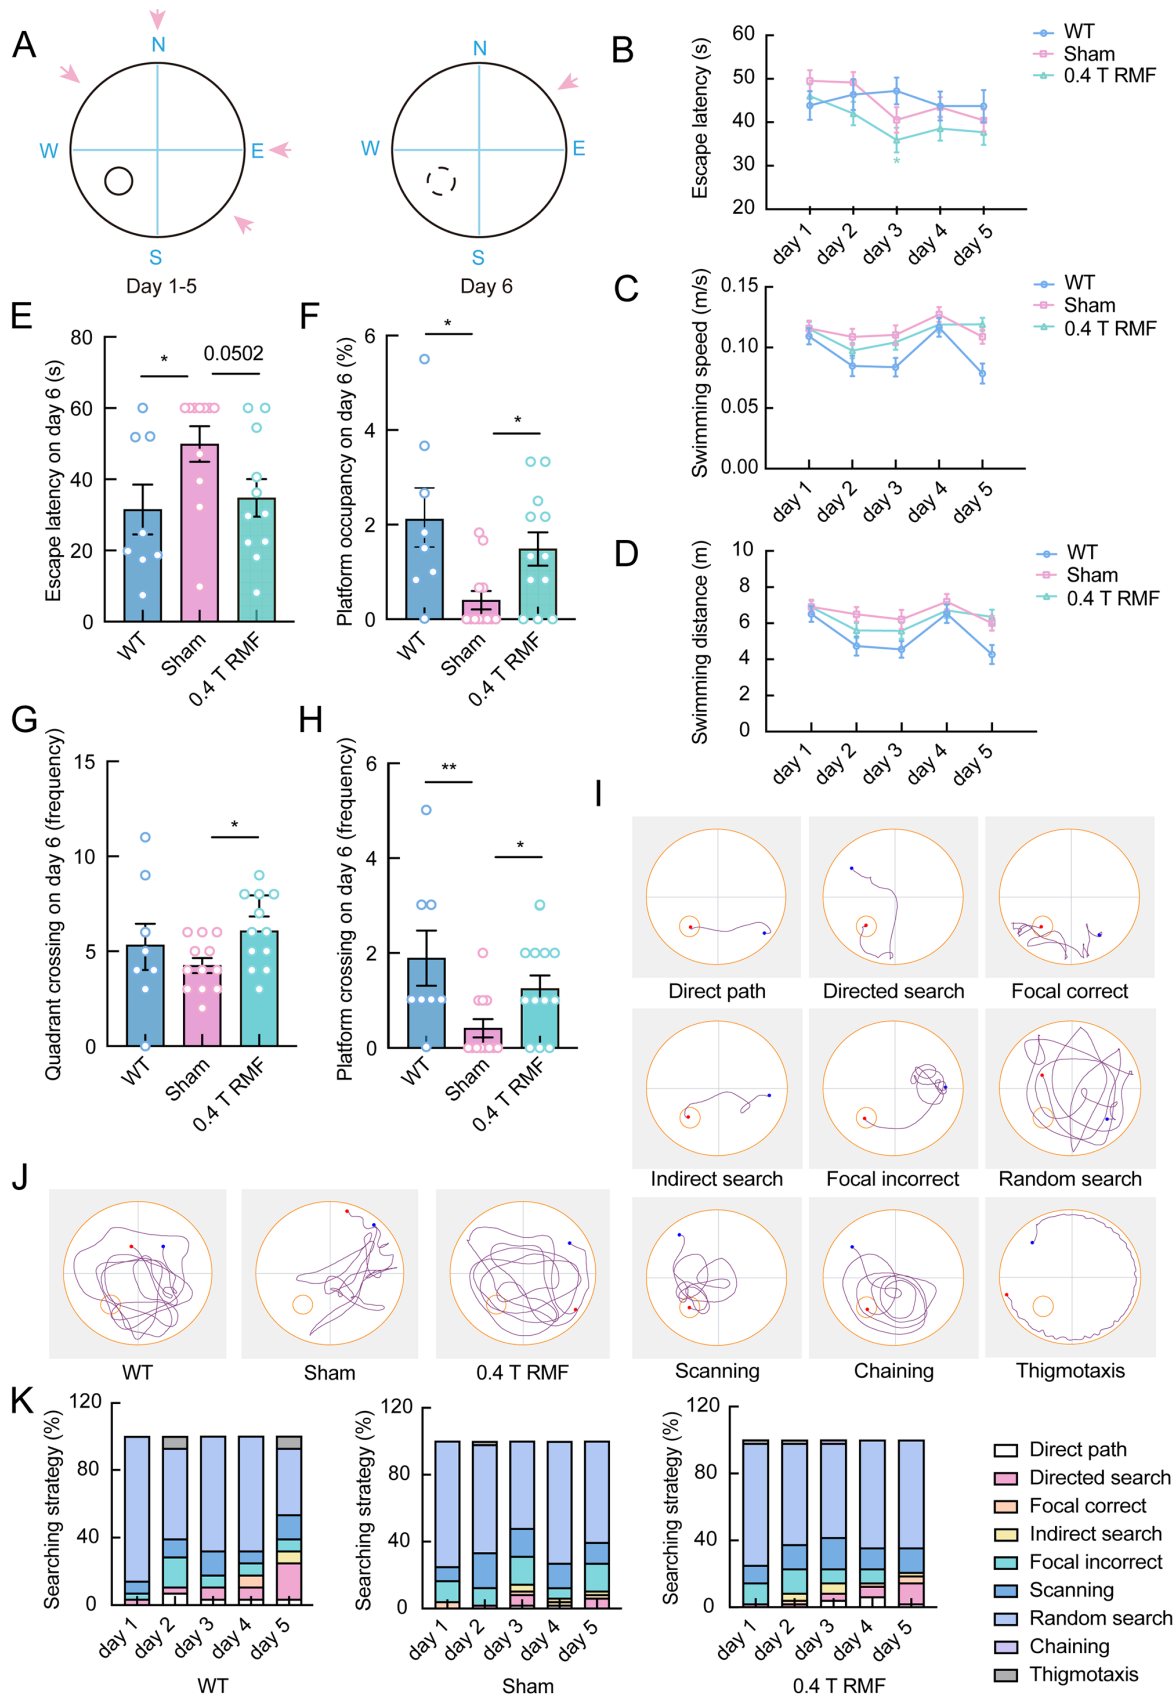 A
N
W
E
S
Day 1-5
N
W
E
S
Day 6
B
Escape latency (s)
60
50
40
30
20
*
day 1
day 2
day 3
day 4
day 5
WT
Sham
0.4 T RMF
C
Swimming speed (m/s)
0.15
0.10
0.05
0.00
day 1
day 2
day 3
day 4
day 5
WT
Sham
0.4 T RMF
D
Swimming distance (m)
10
8
6
4
2
0
day 1
day 2
day 3
day 4
day 5
WT
Sham
0.4 T RMF
E
Escape latency on day 6 (s)
80
60
40
20
0
*
0.0502
WT
Sham
0.4 T RMF
F
Platform occupancy on day 6 (%)
6
4
2
0
*
*
WT
Sham
0.4 T RMF
G
Quadrant crossing on day 6 (frequency)
15
10
5
0
*
WT
Sham
0.4 T RMF
H
Platform crossing on day 6 (frequency)
6
4
2
0
**
*
WT
Sham
0.4 T RMF
I
Direct path
Directed search
Focal correct
Indirect search
Focal incorrect
Random search
Scanning
Chaining
Thigmotaxis
J
WT
Sham
0.4 T RMF
K
Searching strategy (%)
120
80
40
0
day 1
day 2
day 3
day 4
day 5
WT
Searching strategy (%)
120
80
40
0
day 1
day 2
day 3
day 4
day 5
Sham
Searching strategy (%)
120
80
40
0
day 1
day 2
day 3
day 4
day 5
0.4 T RMF
Direct path
Directed search
Focal correct
Indirect search
Focal incorrect
Scanning
Random search
Chaining
Thigmotaxis